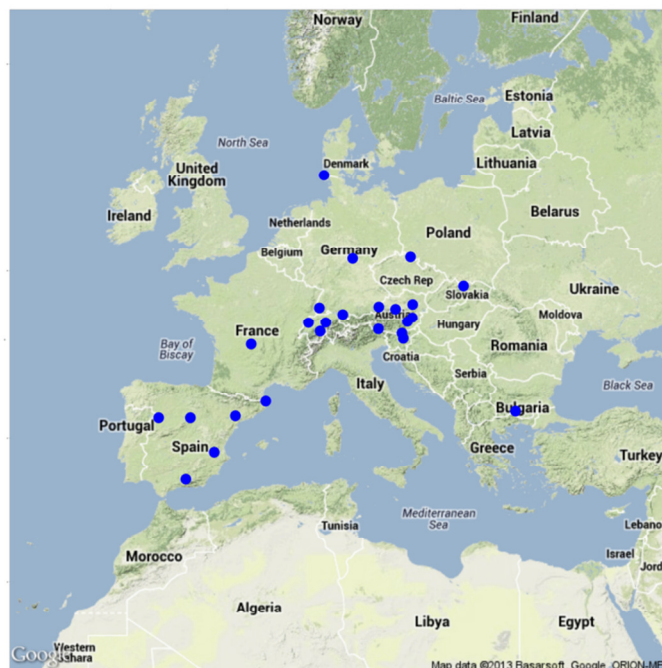 Norway
Finland
Baltic Sea
Estonia
North Sea
Latvia
Denmark
Lithuania
United
Kingdom
Ireland
Belarus
Netherlands
Poland
Belgium
Germany
Czech Rep
Ukraine
Slovakia
Austria
Moldova
France
Hungary
Romania
Bay of
Biscay
Croatia
Serbia
Italy
Black Sea
Bulgaria
Portugal
Spain
Greece
Turkey
Mediterranean
Sea
Tunisia
Lebano
Morocco
Israel
Jord
Algeria
Libya
Egypt
Western
Sahara
Google
Map data ©2013 Basarsoft, Google, ORION-ME